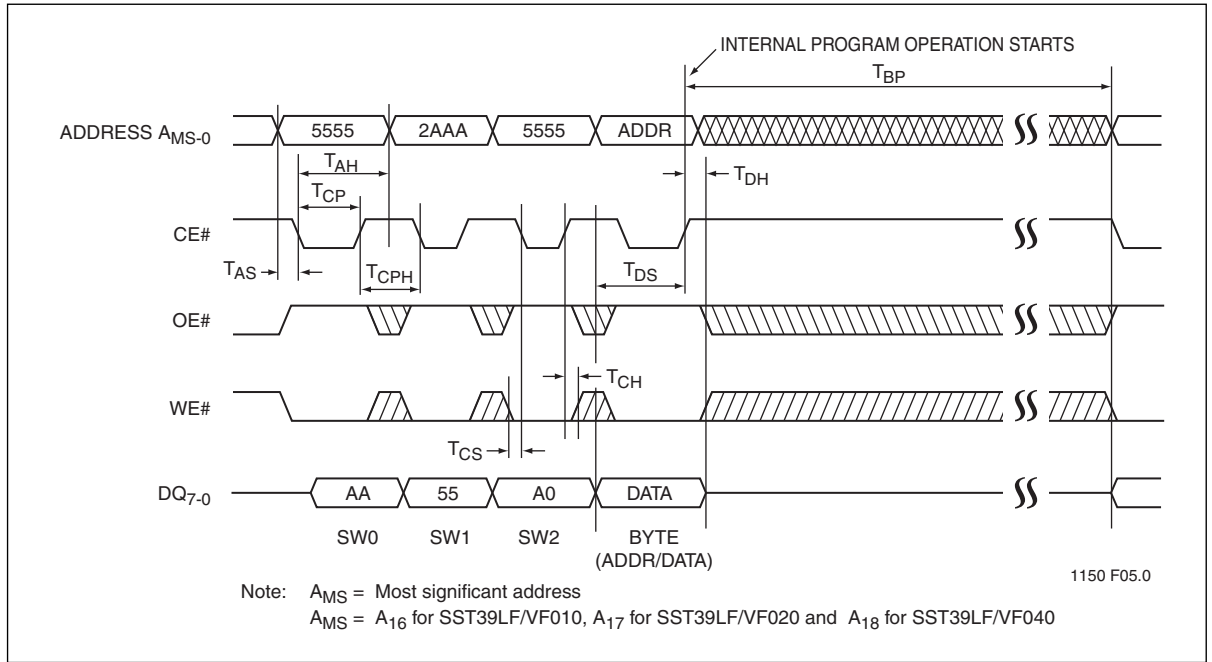 INTERNAL PROGRAM OPERATION STARTS
TBP
ADDRESS AMS-0
5555 2AAA 5555 ADDR
TAH
TDH
TCP
CE#
TAS
TCPH
TDS
OE#
TCH
WE#
TCS
DQ7-0
AA 55 A0 DATA
SW0 SW1 SW2 BYTE
(ADDR/DATA)
1150 F05.0
Note: AMS = Most significant address
AMS = A16 for SST39LF/VF010, A17 for SST39LF/VF020 and A18 for SST39LF/VF040